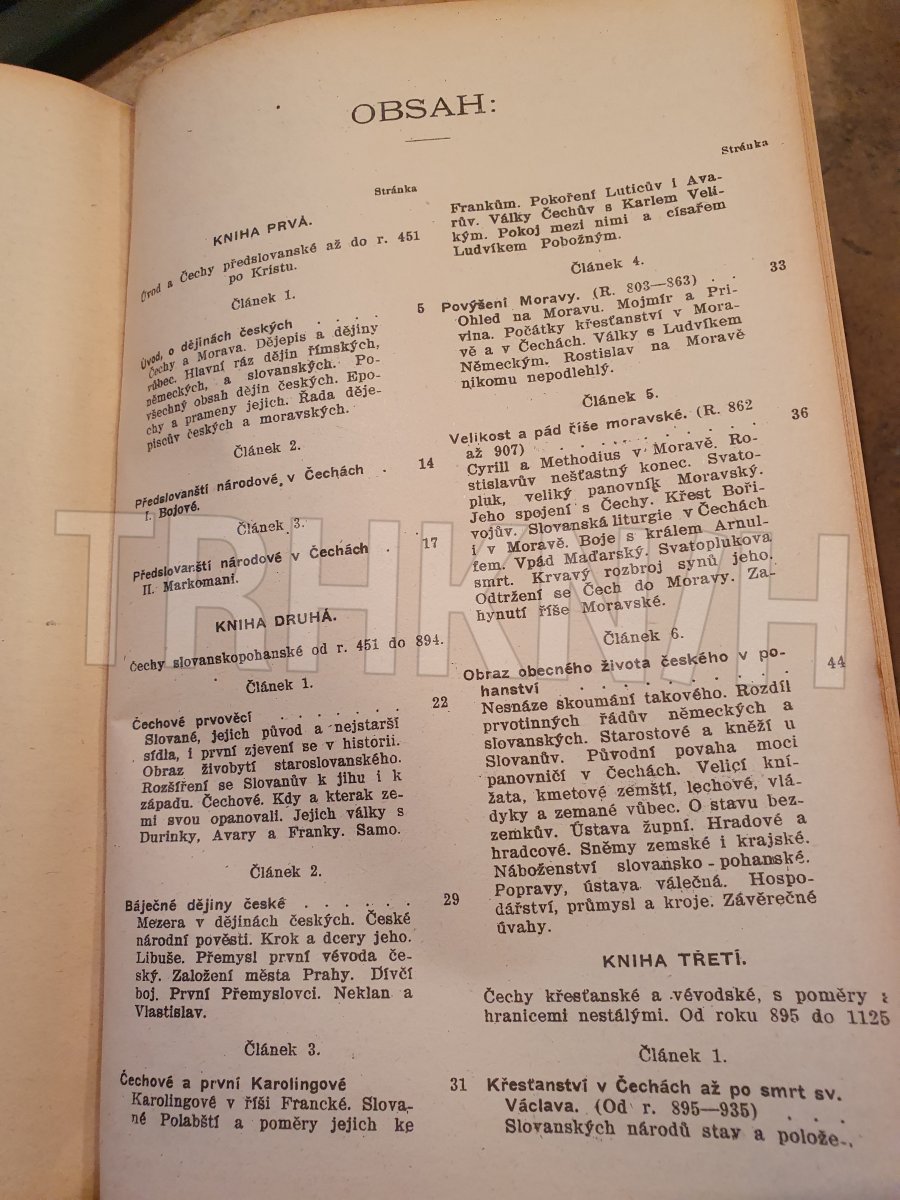 OBSAH:
Stránka
KNIHA PRVÁ.
Úvod a Čechy předslovanské až do r. 451
po Kristu.
Článek 1.
Úvod, o dějinách českých . . . . 5
Čechy a Morava. Dějepis a dějiny
vůbec. Hlavní ráz dějin římských,
německých, a slovanských. Po-
všechný obsah dějin českých. Epo-
chy a prameny jejich. Řada děje-
piscův českých a moravských.
Článek 2.
Předslovanští národové v Čechách . 14
I. Bojové.
Článek 3.
Předslovanští národové v Čechách . . 17
II. Markomani.
KNIHA DRUHÁ.
Čechy slovanskopohanské od r. 451 do 894.
Článek 1.
Čechové prvověcí . . . . . . . 22
Slované, jejich původ a nejstarší
sídla, i první zjevení se v historii.
Obraz živobytí staroslovanského.
Rozšíření se Slovanův k jihu i k
západu. Čechové. Kdy a kterak ze-
mi svou opanovali. Jejich války s
Durinky, Avary a Franky. Samo.
Článek 2.
Báječné dějiny české . . . . . . 29
Mezera v dějinách českých. České
národní pověsti. Krok a dcery jeho.
Libuše. Přemysl první vévoda če-
ský. Založení města Prahy. Dívčí
boj. První Přemyslovci. Neklan a
Vlastislav.
Článek 3.
Čechové a první Karolingové 31
Karolingové v říši Francké. Slova-
né Polabští a poměry jejich ke
Stránka
Frankům. Pokoření Luticův i Ava-
rův. Války Čechův s Karlem Veli-
kým. Pokoj mezi nimi a císařem
Ludvíkem Pobožným.
Článek 4.
Povýšení Moravy. (R. 803—863) . . 33
Ohled na Moravu. Mojmír a Pri-
vina. Počátky křesťanství v Mora-
vě a v Čechách. Války s Ludvíkem
Německým. Rostislav na Moravě
nikomu nepodlehlý.
Článek 5.
Velikost a pád říše moravské. (R. 862
až 907) . . . . . . . . . . . 36
Cyrill a Methodius v Moravě. Ro-
stislavův nešťastný konec. Svato-
pluk, veliký panovník Moravský.
Jeho spojení s Čechy. Křest Boři-
vojův. Slovanská liturgie v Čechách
i v Moravě. Boje s králem Arnul-
fem. Vpád Maďarský. Svatoplukova
smrt. Krvavý rozbroj synů jeho.
Odtržení se Čech do Moravy. Za-
hynutí říše Moravské.
Článek 6.
Obraz obecného života českého v po-
hanství . . . . . . . . . . 44
Nesnáze skoumání takového. Rozdíl
prvotinných řádův německých a
slovanských. Starostové a kněží u
Slovanův. Původní povaha moci
panovničí v Čechách. Velicí kní-
žata, kmetové zemští, lechové, vlá-
dyky a zemané vůbec. O stavu bez-
zemkův. Ústava župní. Hradové a
hradcové. Sněmy zemské i krajské.
Náboženství slovansko-pohanské.
Popravy, ústava válečná. Hospo-
dářství, průmysl a kroje. Závěrečné
úvahy.
KNIHA TŘETÍ.
Čechy křesťanské a vévodské, s poměry
hranicemi nestálými. Od roku 895 do 1125
Článek 1.
Křesťanství v Čechách až po smrt sv.
Václava. (Od r. 895—935) . .
Slovanských národů stav a polože-
TRHKNIH